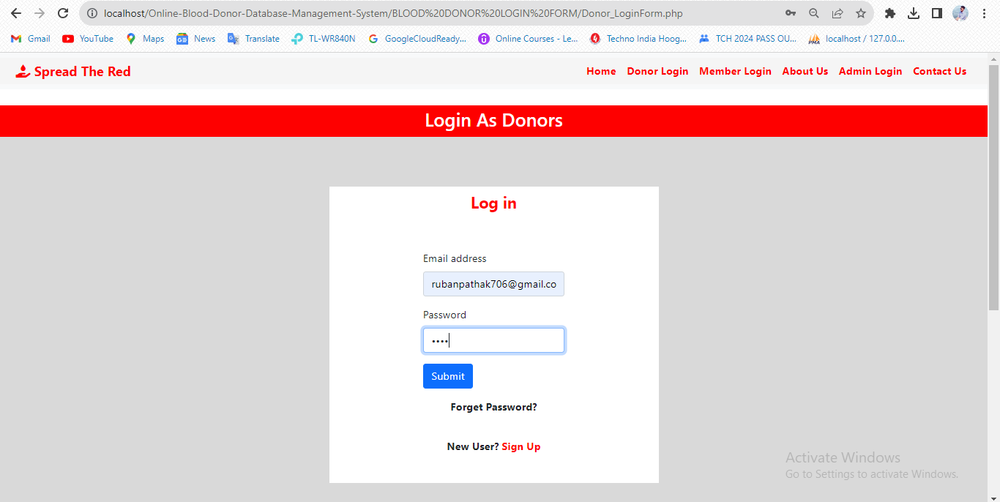 localhost/Online-Blood-Donor-Database-Management-System/BLOOD%20DONOR%20LOGIN%20FORM/Donor_LoginForm.php
Gmail YouTube Maps News Translate TL-WR840N GoogleCloudReady... Online Courses - Le... Techno India Hoog... TCH 2024 PASS OU... PMA localhost / 127.0.0....
Spread The Red Home Donor Login Member Login About Us Admin Login Contact Us
Login As Donors
Log in
Email address
rubanpathak706@gmail.co
Password
••••
Submit
Forget Password?
New User? Sign Up
Activate Windows
Go to Settings to activate Windows.